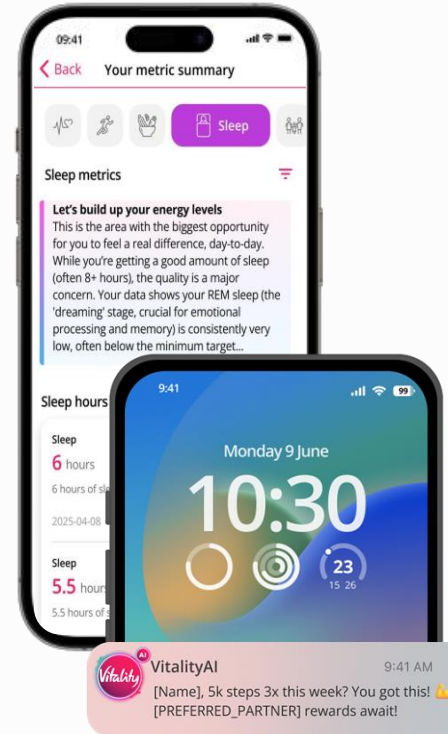 09:41
Back Your metric summary
Sleep
Sleep metrics
Let's build up your energy levels
This is the area with the biggest opportunity
for you to feel a real difference, day-to-day.
While you're getting a good amount of sleep
(often 8+ hours), the quality is a major
concern. Your data shows your REM sleep (the
'dreaming' stage, crucial for emotional
processing and memory) is consistently very
low, often below the minimum target...
Sleep hours
Sleep
6 hours
6 hours of
2025-04-08
Sleep
5.5
5.5 hours of
9:41 99
Monday 9 June
10:30
23
15 26
AI
Vitality
VitalityAI 9:41 AM
[Name], 5k steps 3x this week? You got this! 💪
[PREFERRED_PARTNER] rewards await!